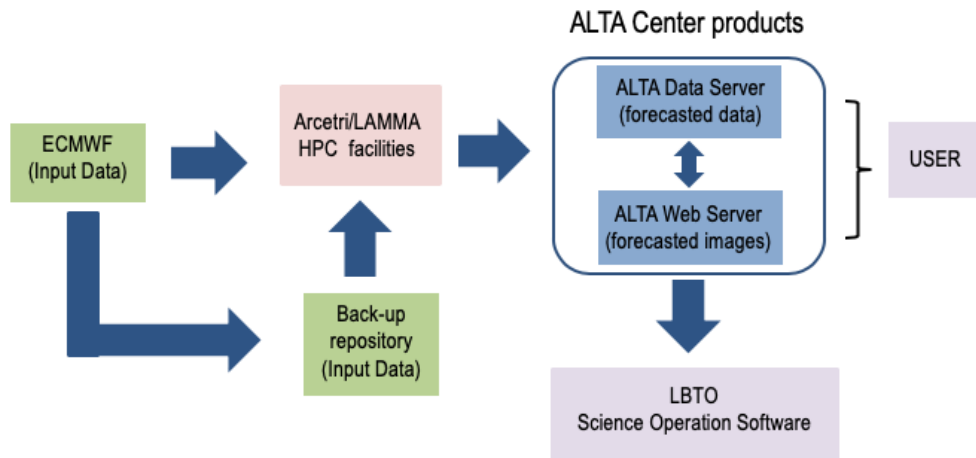 ALTA Center products
ALTA Data Server
(forecasted data)
Arcetri/LAMMA
HPC facilities
ECMWF
(Input Data)
USER
ALTA Web Server
(forecasted images)
Back-up
repository
(Input Data)
LBTO
Science Operation Software